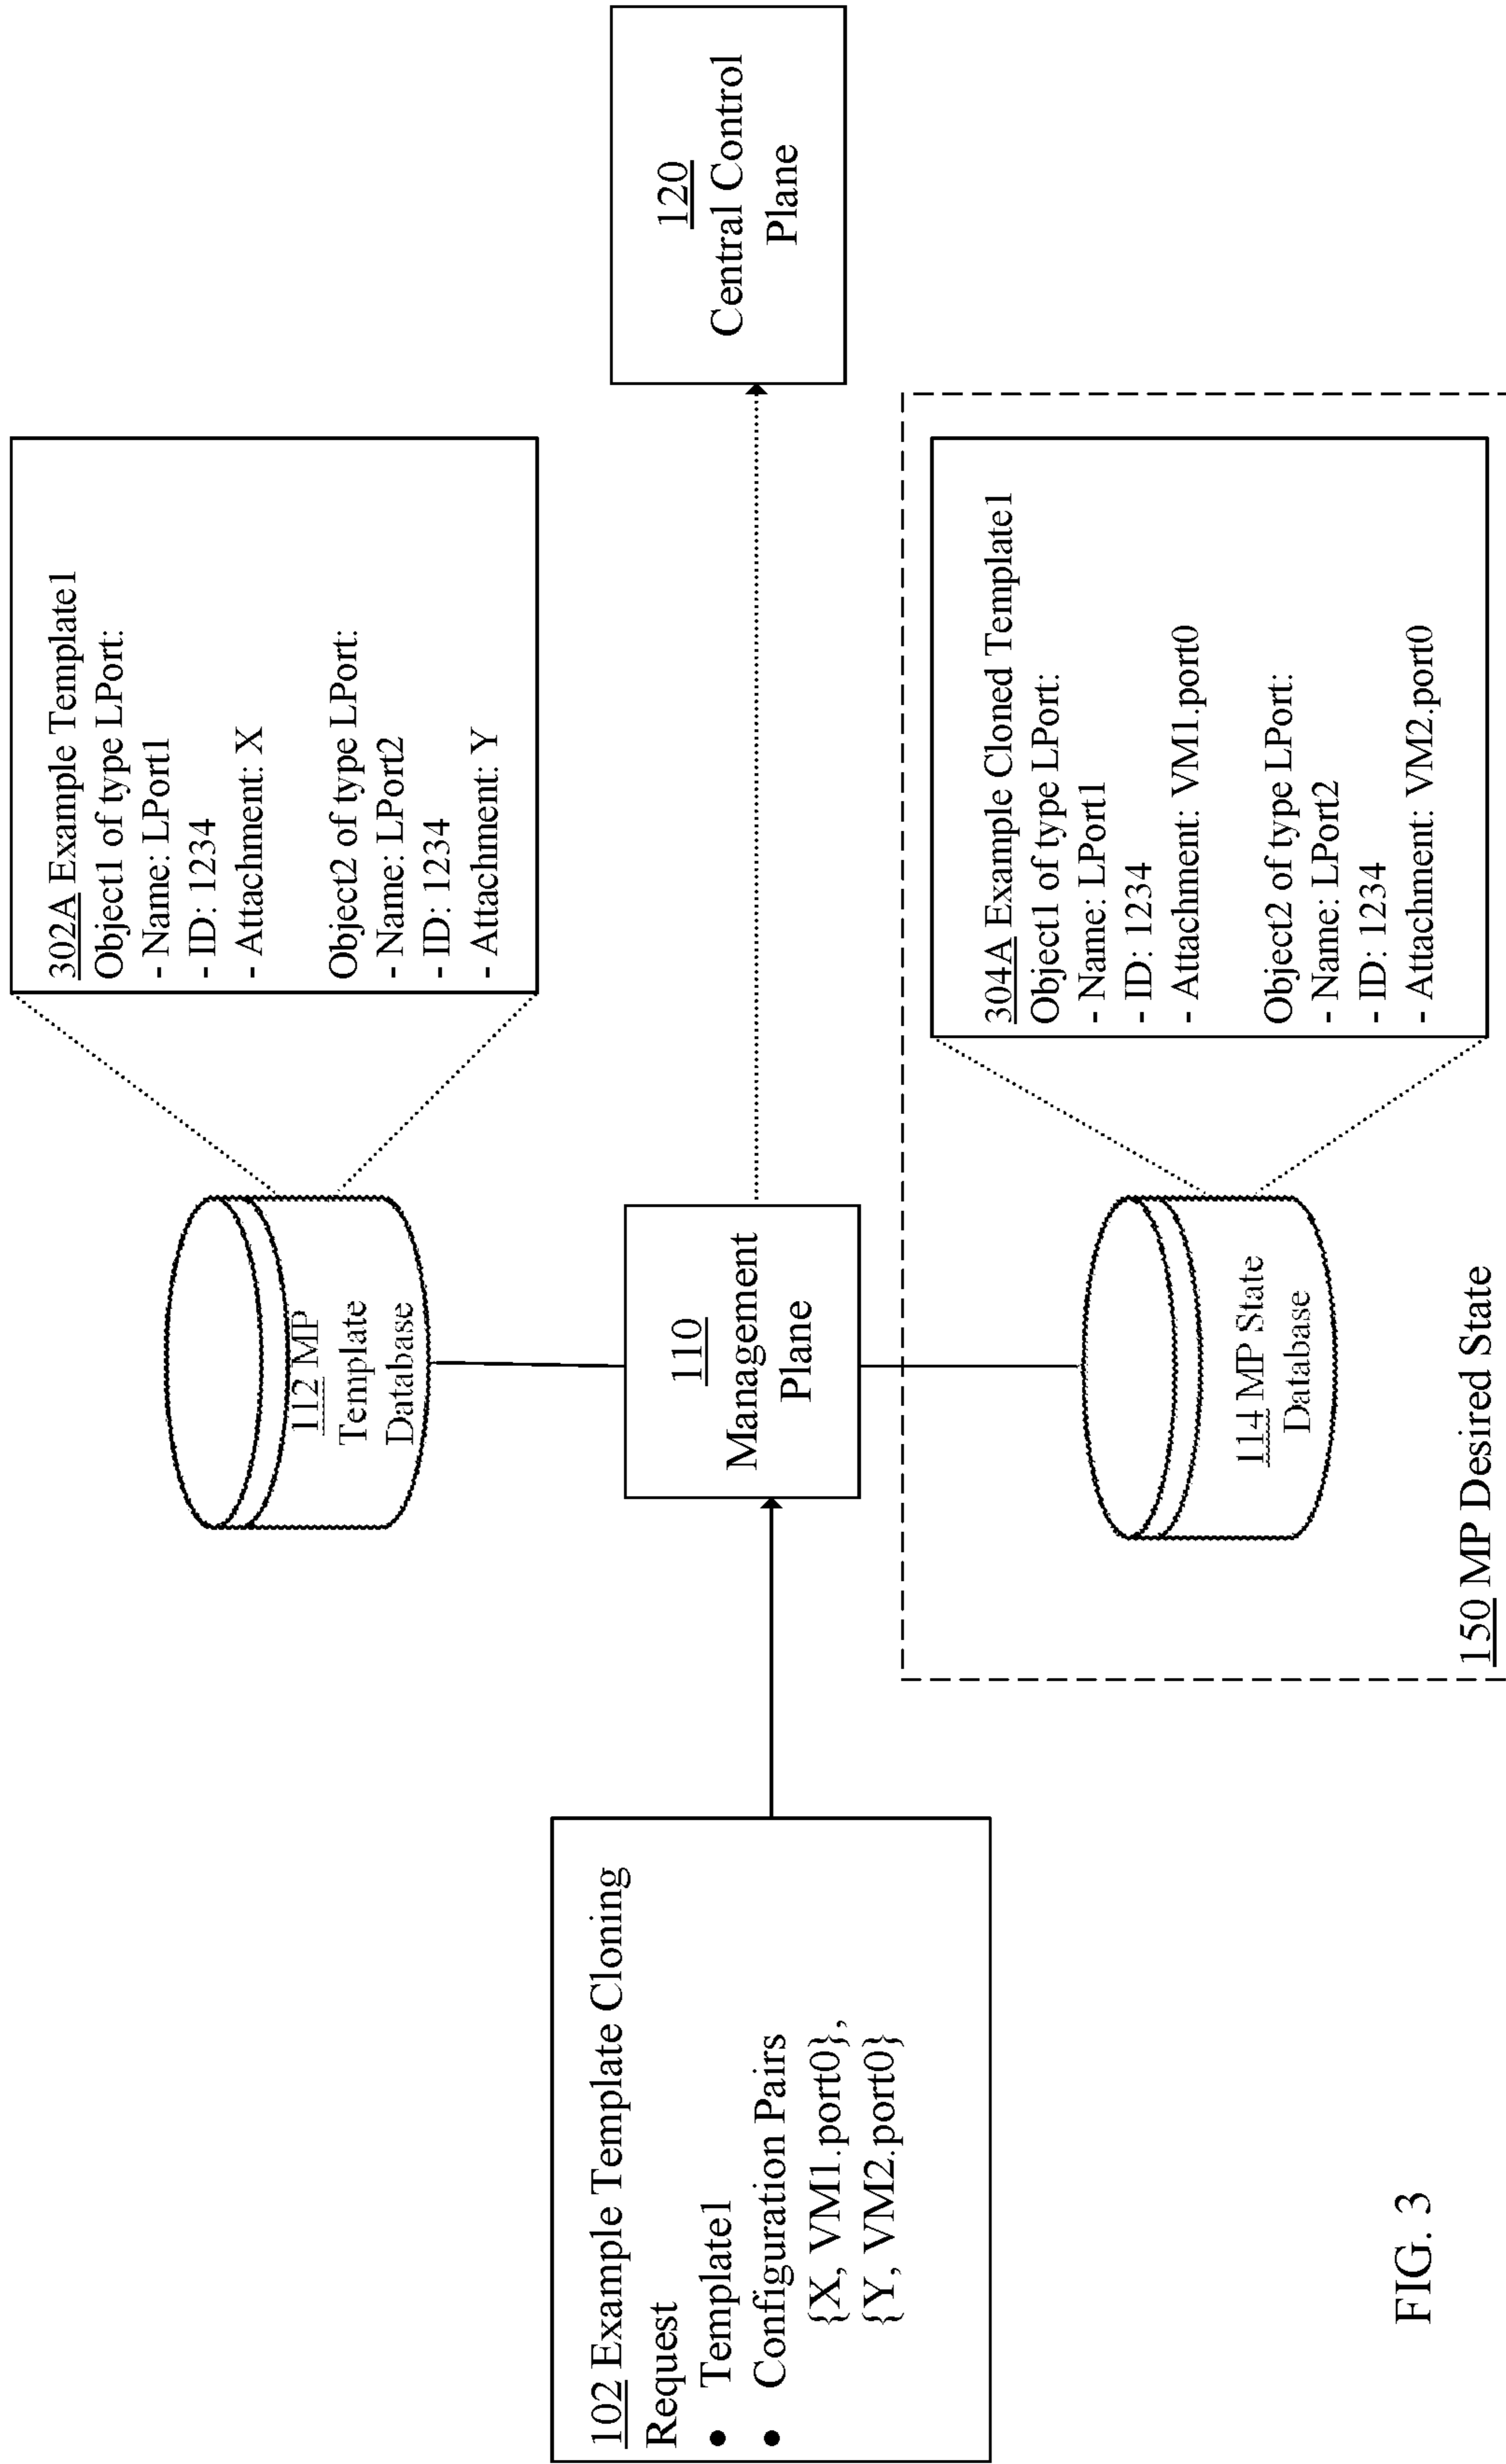 102 Example Template Cloning
Request
• Template1
• Configuration Pairs
{X, VM1.port0},
{Y, VM2.port0}
112 MP
Template
Database
302A Example Template1
Object1 of type LPort:
- Name: LPort1
- ID: 1234
- Attachment: X
Object2 of type LPort:
- Name: LPort2
- ID: 1234
- Attachment: Y
110
Management
Plane
120
Central Control
Plane
114 MP State
Database
304A Example Cloned Template1
Object1 of type LPort:
- Name: LPort1
- ID: 1234
- Attachment: VM1.port0
Object2 of type LPort:
- Name: LPort2
- ID: 1234
- Attachment: VM2.port0
150 MP Desired State
FIG. 3